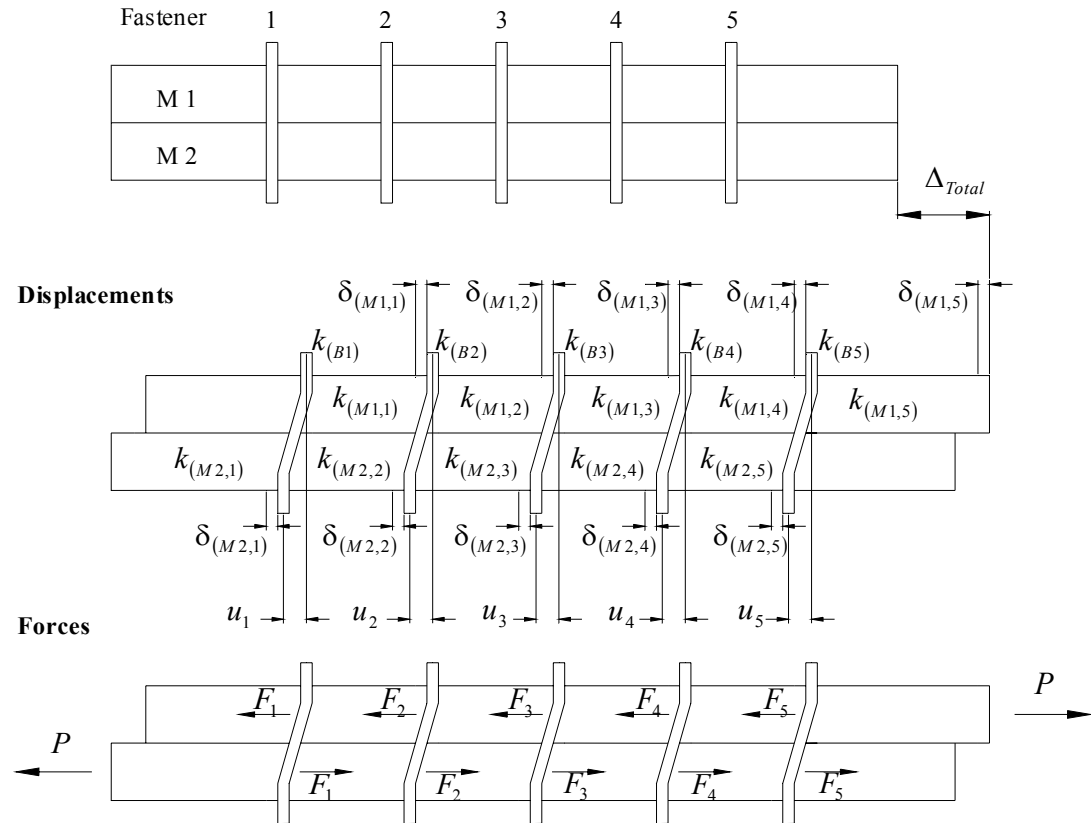 Fastener 1 2 3 4 5
M 1
M 2
Δ_Total
Displacements
δ_(M1,1) δ_(M1,2) δ_(M1,3) δ_(M1,4) δ_(M1,5)
k_(B1) k_(B2) k_(B3) k_(B4) k_(B5)
k_(M1,1) k_(M1,2) k_(M1,3) k_(M1,4) k_(M1,5)
k_(M2,1) k_(M2,2) k_(M2,3) k_(M2,4) k_(M2,5)
δ_(M2,1) δ_(M2,2) δ_(M2,3) δ_(M2,4) δ_(M2,5)
u_1 u_2 u_3 u_4 u_5
Forces
F_1 F_2 F_3 F_4 F_5 P
P
F_1 F_2 F_3 F_4 F_5